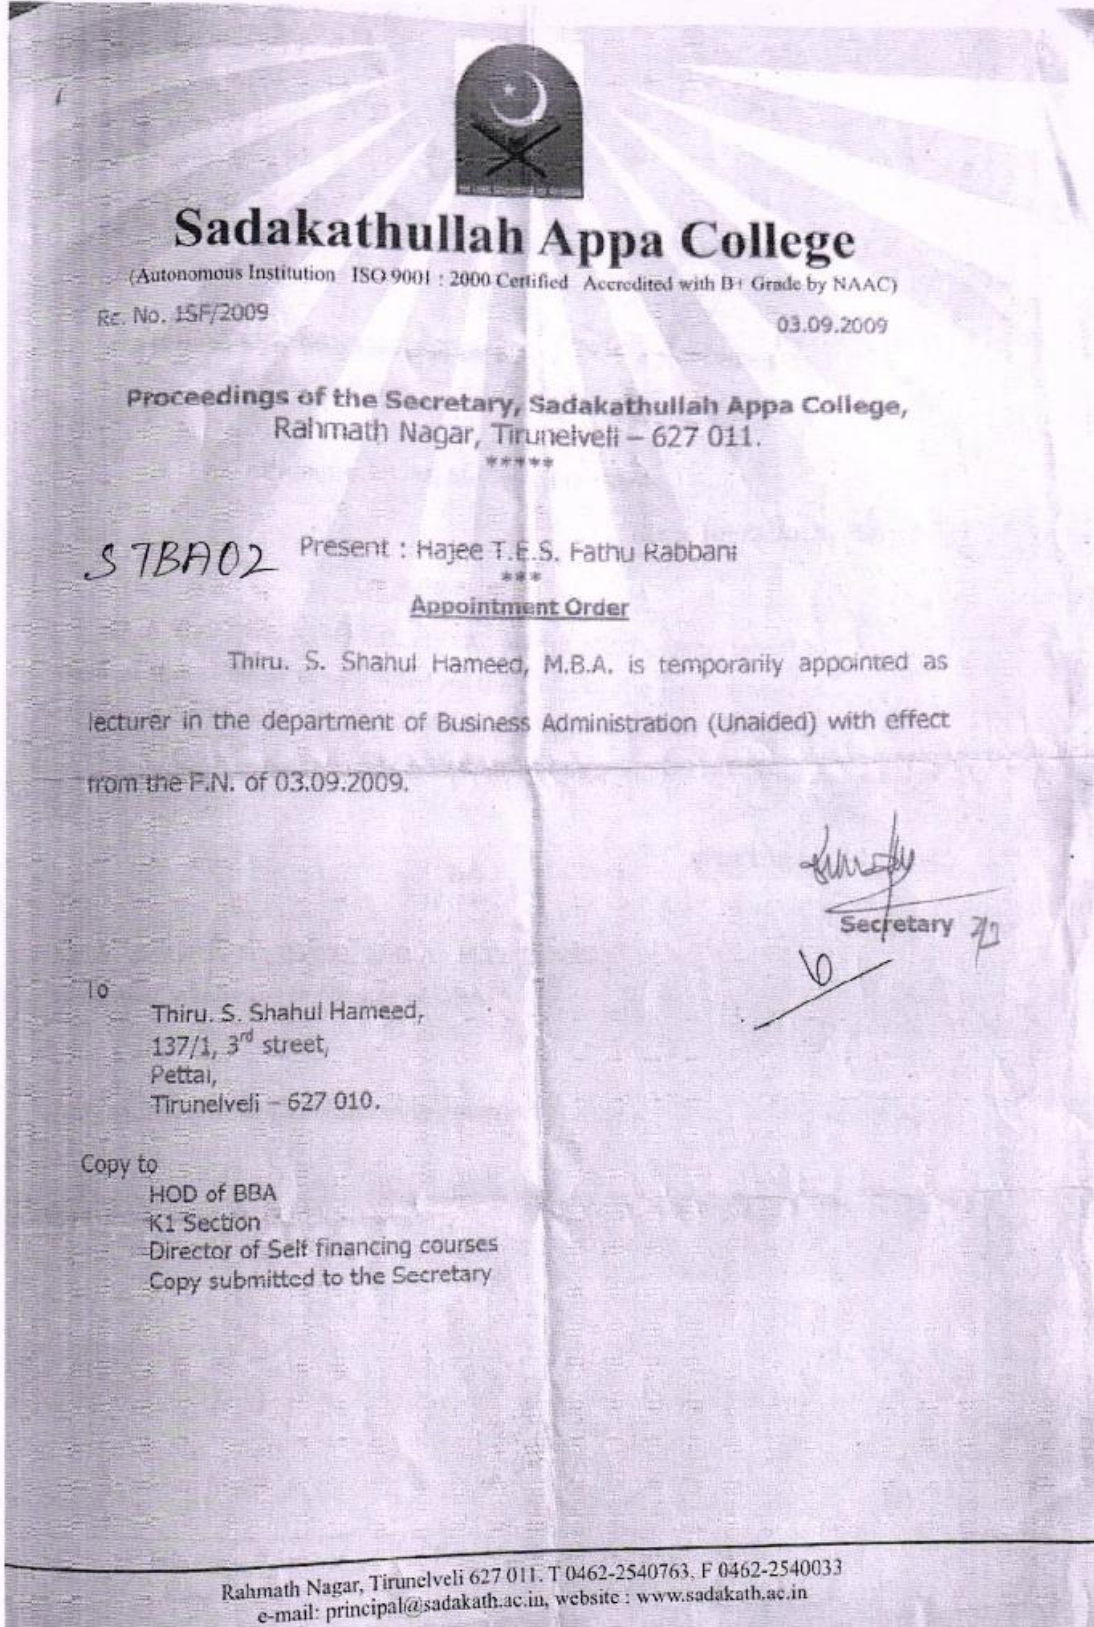 Sadakathullah Appa College
(Autonomous Institution ISO 9001 : 2000 Certified Accredited with B+ Grade by NAAC)
Rc. No. 1SF/2009
03.09.2009
Proceedings of the Secretary, Sadakathullah Appa College,
Rahmath Nagar, Tirunelveli – 627 011.
*****
STBA02
Present : Hajee T.E.S. Fathu Rabbani
***
Appointment Order
Thiru. S. Shahul Hameed, M.B.A. is temporarily appointed as
lecturer in the department of Business Administration (Unaided) with effect
from the F.N. of 03.09.2009.
Secretary
To
Thiru. S. Shahul Hameed,
137/1, 3rd street,
Pettai,
Tirunelveli – 627 010.
Copy to
HOD of BBA
K1 Section
Director of Self financing courses
Copy submitted to the Secretary
Rahmath Nagar, Tirunelveli 627 011. T 0462-2540763. F 0462-2540033
e-mail: principal@sadakath.ac.in, website : www.sadakath.ac.in